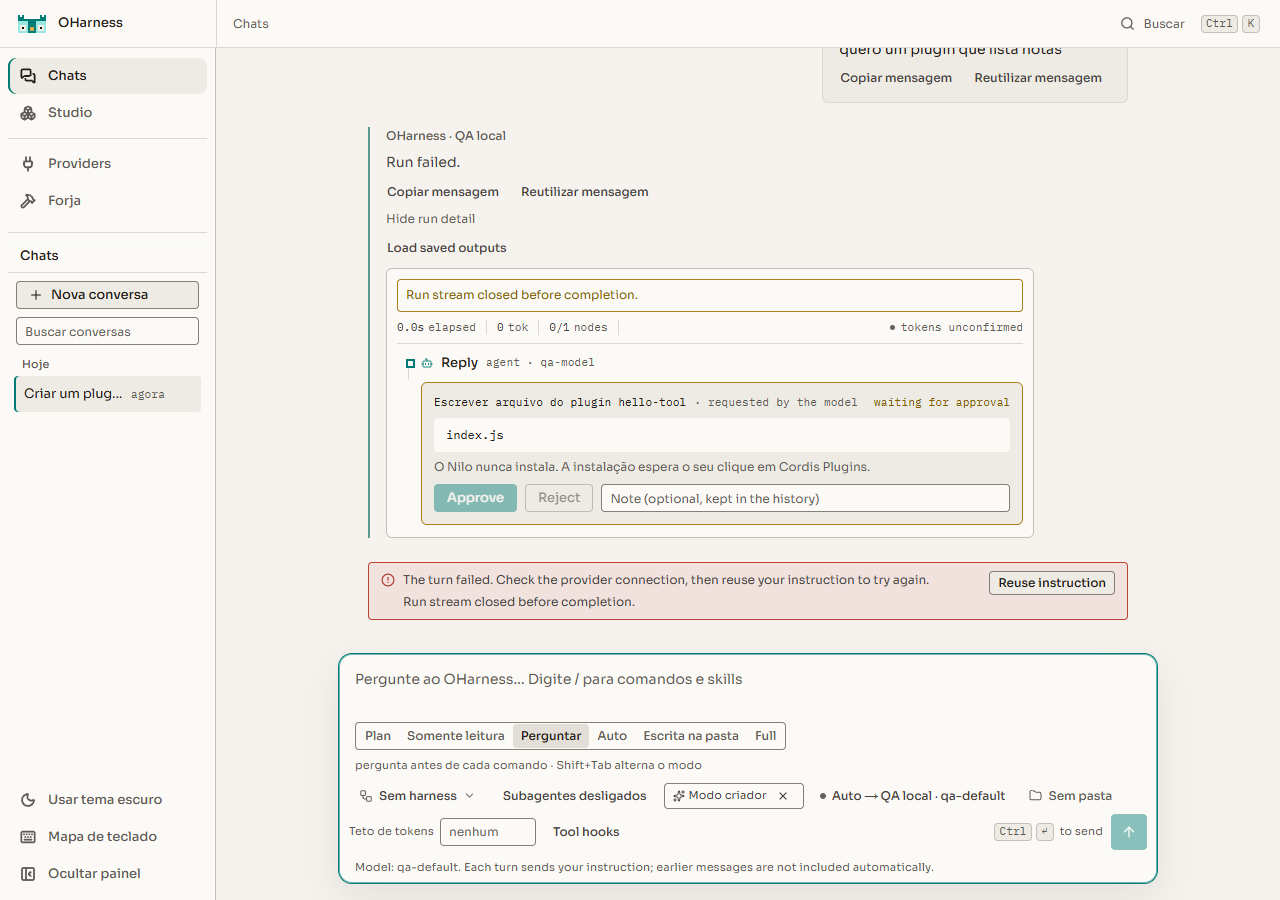 OHarness
Chats
Buscar
Ctrl K
Chats
Studio
Providers
Forja
Chats
+ Nova conversa
Buscar conversas
Hoje
Criar um plug... agora
Usar tema escuro
Mapa de teclado
Ocultar painel
quero um plugin que lista notas
Copiar mensagem Reutilizar mensagem
OHarness · QA local
Run failed.
Copiar mensagem Reutilizar mensagem
Hide run detail
Load saved outputs
Run stream closed before completion.
0.0s elapsed 0 tok 0/1 nodes ● tokens unconfirmed
Reply agent · qa-model
Escrever arquivo do plugin hello-tool · requested by the model waiting for approval
index.js
O Nilo nunca instala. A instalação espera o seu clique em Cordis Plugins.
Approve Reject Note (optional, kept in the history)
The turn failed. Check the provider connection, then reuse your instruction to try again.
Run stream closed before completion.
Reuse instruction
Pergunte ao OHarness... Digite / para comandos e skills
Plan Somente leitura Perguntar Auto Escrita na pasta Full
pergunta antes de cada comando · Shift+Tab alterna o modo
Sem harness Subagentes desligados Modo criador × ● Auto → QA local · qa-default Sem pasta
Teto de tokens nenhum Tool hooks Ctrl ↵ to send
Model: qa-default. Each turn sends your instruction; earlier messages are not included automatically.